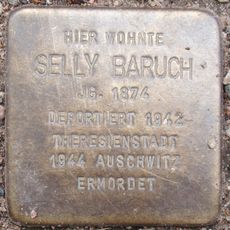 HIER WOHNTE
SELLY BARUCH
JG. 1874
DEPORTIERT 1942
THERESIENSTADT
1944 AUSCHWITZ
ERMORDET